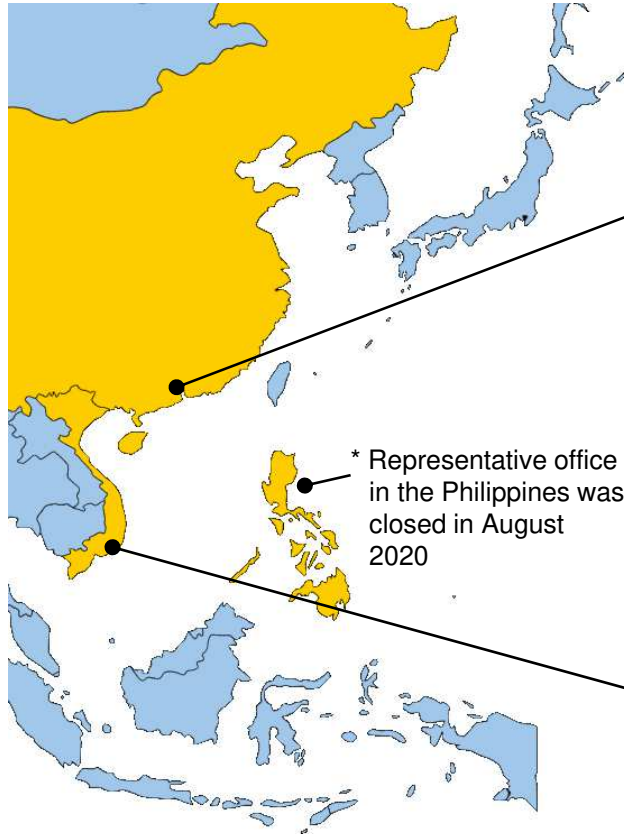 * Representative office
in the Philippines was
closed in August
2020